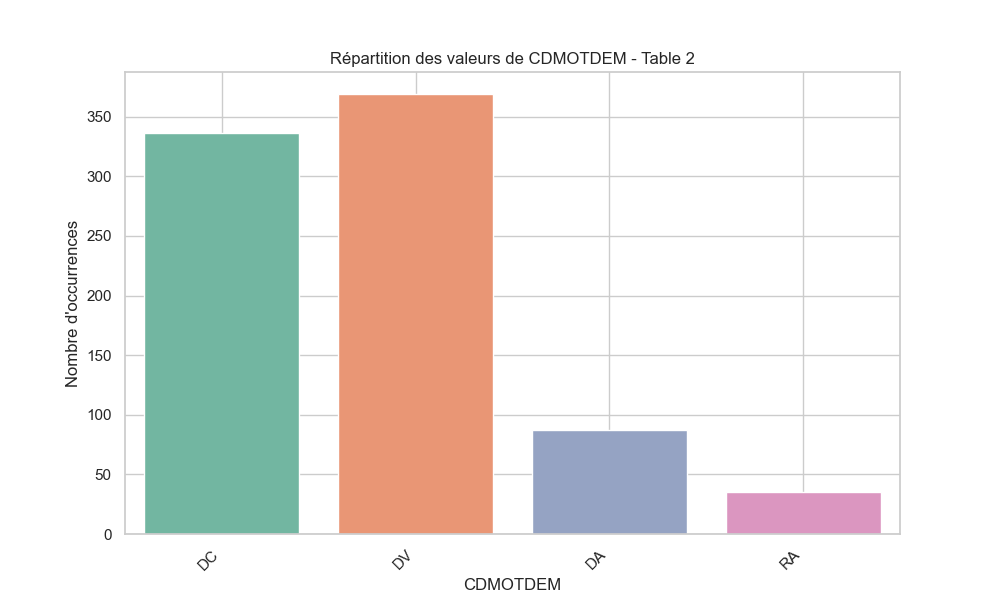 Répartition des valeurs de CDMOTDEM - Table 2
Nombre d'occurrences
350
300
250
200
150
100
50
0
DC
DV
DA
RA
CDMOTDEM